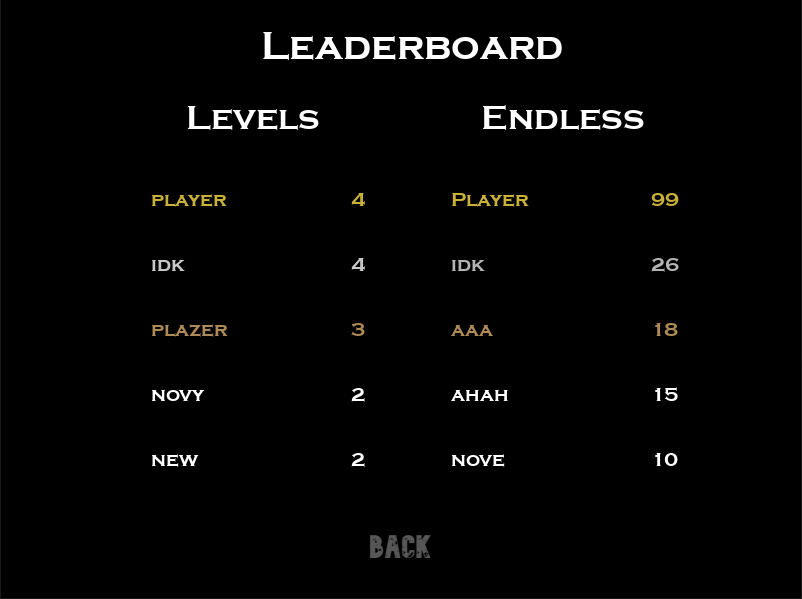 Leaderboard
Levels Endless
player 4 Player 99
idk 4 idk 26
plazer 3 aaa 18
novy 2 ahah 15
new 2 nove 10
BACK